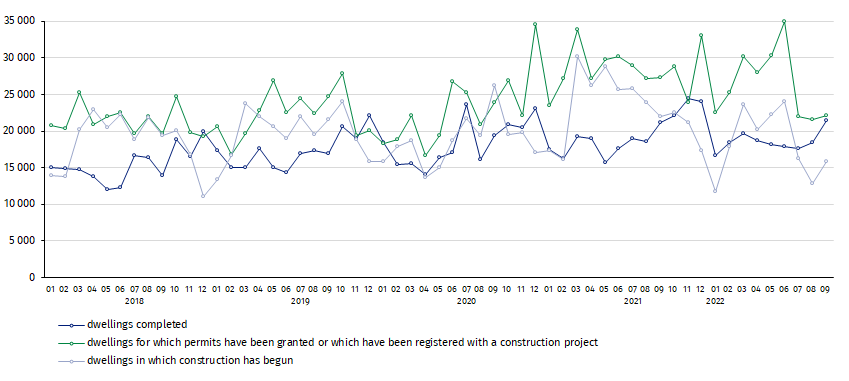 35 000
30 000
25 000
20 000
15 000
10 000
5 000
0
01 02 03 04 05 06 07 08 09 10 11 12 01 02 03 04 05 06 07 08 09 10 11 12 01 02 03 04 05 06 07 08 09 10 11 12 01 02 03 04 05 06 07 08 09 10 11 12 01 02 03 04 05 06 07 08 09
2018 2019 2020 2021 2022
dwellings completed
dwellings for which permits have been granted or which have been registered with a construction project
dwellings in which construction has begun